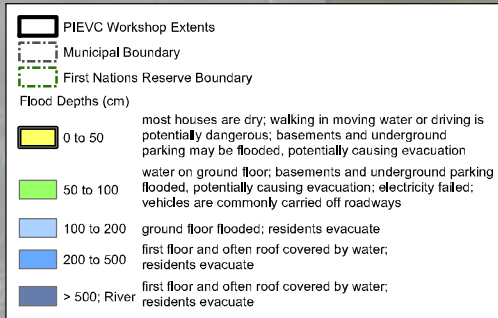 PIEVC Workshop Extents
Municipal Boundary
First Nations Reserve Boundary
Flood Depths (cm)
0 to 50
most houses are dry; walking in moving water or driving is
potentially dangerous; basements and underground
parking may be flooded, potentially causing evacuation
50 to 100
water on ground floor; basements and underground parking
flooded, potentially causing evacuation; electricity failed;
vehicles are commonly carried off roadways
100 to 200
ground floor flooded; residents evacuate
200 to 500
first floor and often roof covered by water;
residents evacuate
> 500; River
first floor and often roof covered by water;
residents evacuate